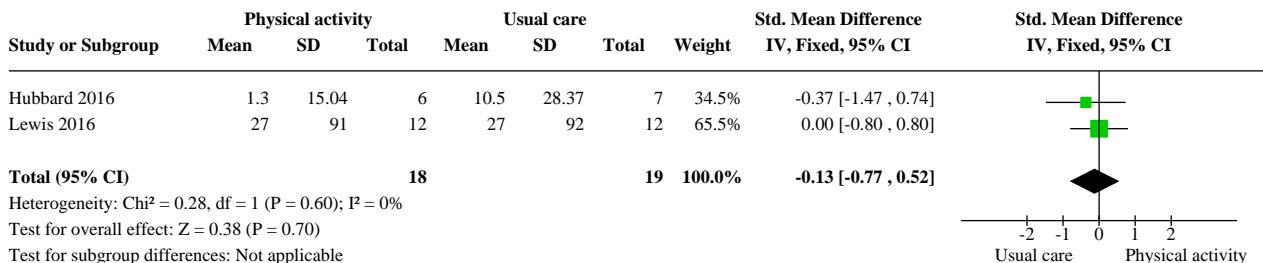 Physical activity Usual care Std. Mean Difference Std. Mean Difference
Study or Subgroup Mean SD Total Mean SD Total Weight IV, Fixed, 95% CI IV, Fixed, 95% CI
Hubbard 2016 1.3 15.04 6 10.5 28.37 7 34.5% -0.37 [-1.47 , 0.74]
Lewis 2016 27 91 12 27 92 12 65.5% 0.00 [-0.80 , 0.80]
Total (95% CI) 18 19 100.0% -0.13 [-0.77 , 0.52]
Heterogeneity: Chi² = 0.28, df = 1 (P = 0.60); I² = 0%
Test for overall effect: Z = 0.38 (P = 0.70)
-2 -1 0 1 2
Test for subgroup differences: Not applicable
Usual care Physical activity